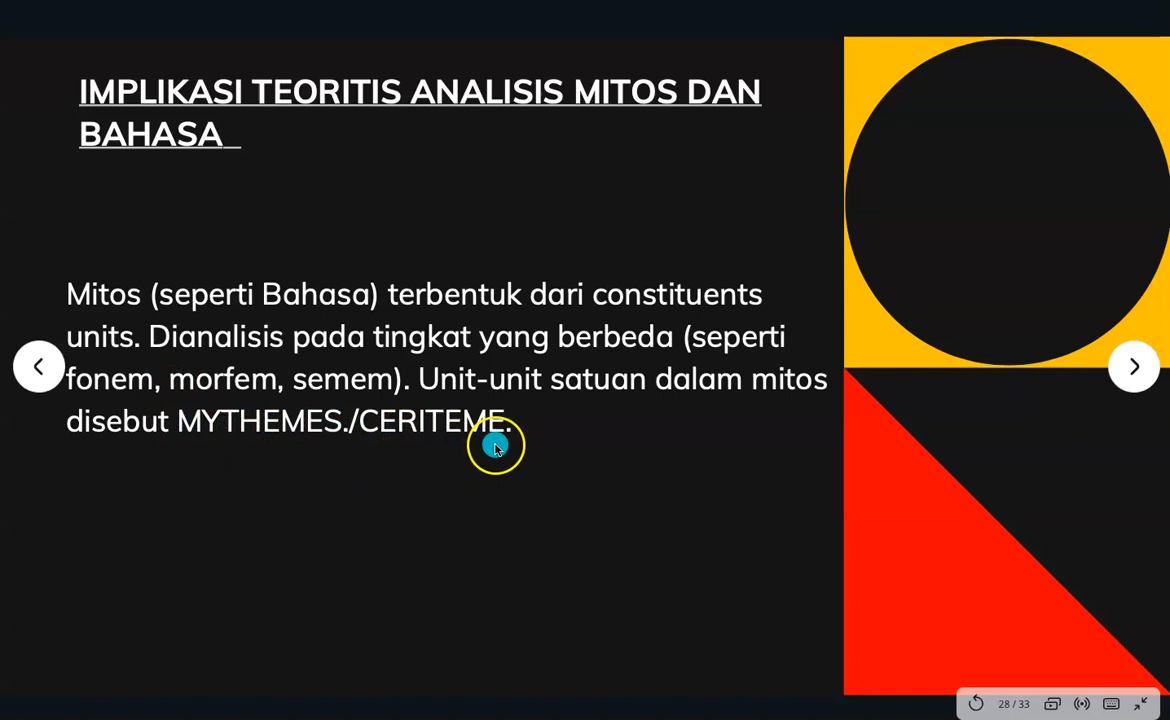 IMPLIKASI TEORITIS ANALISIS MITOS DAN
BAHASA
Mitos (seperti Bahasa) terbentuk dari constituents
units. Dianalisis pada tingkat yang berbeda (seperti
fonem, morfem, semem). Unit-unit satuan dalam mitos
disebut MYTHEMES./CERITEME.
28 / 33